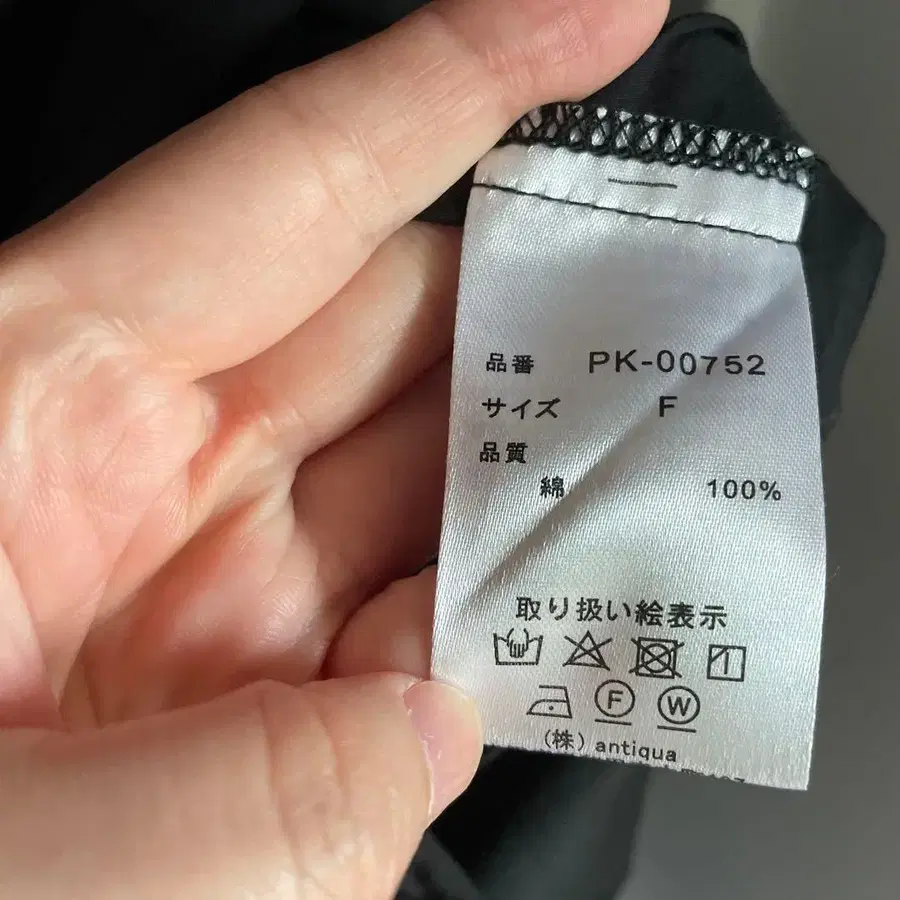 品番 PK-00752
サイズ F
品質
綿 100%
取り扱い絵表示
F W
(株) antiqua